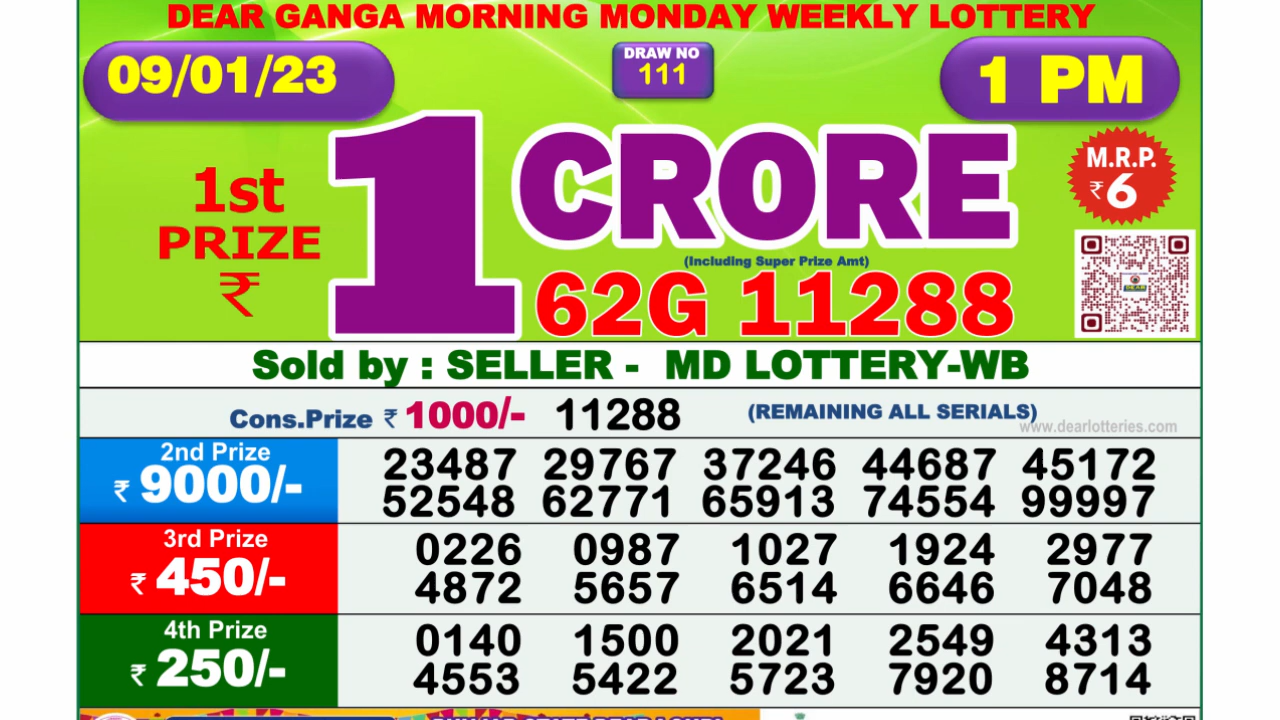 DEAR GANGA MORNING MONDAY WEEKLY LOTTERY
09/01/23
DRAW NO
111
1 PM
1st
PRIZE
₹
1 CRORE
(Including Super Prize Amt)
62G 11288
M.R.P.
₹6
Sold by : SELLER - MD LOTTERY-WB
Cons.Prize ₹ 1000/- 11288 (REMAINING ALL SERIALS)
www.dearlotteries.com
2nd Prize
₹ 9000/-
23487 29767 37246 44687 45172
52548 62771 65913 74554 99997
3rd Prize
₹ 450/-
0226 0987 1027 1924 2977
4872 5657 6514 6646 7048
4th Prize
₹ 250/-
0140 1500 2021 2549 4313
4553 5422 5723 7920 8714